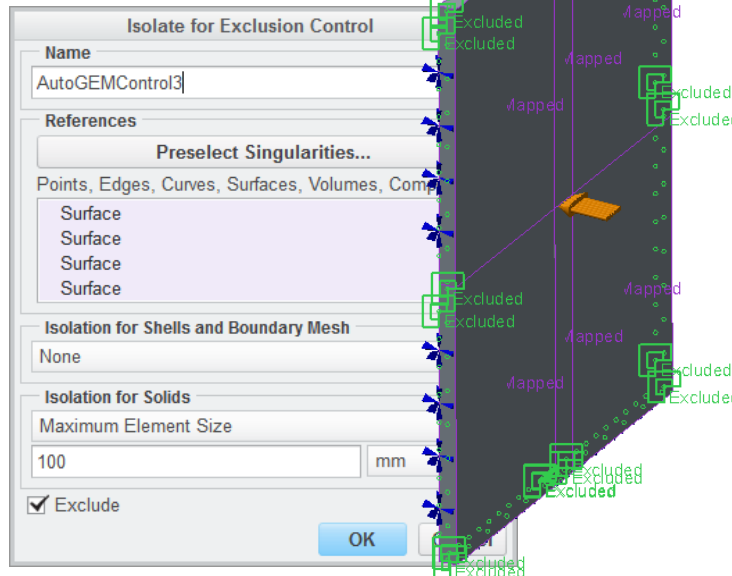 Isolate for Exclusion Control
Name
AutoGEMControl3
References
Preselect Singularities...
Points, Edges, Curves, Surfaces, Volumes, Comp
Surface
Surface
Surface
Surface
Isolation for Shells and Boundary Mesh
None
Isolation for Solids
Maximum Element Size
100
mm
Exclude
OK
Mapped
Excluded
Excluded
Mapped
Excluded
Mapped
Excluded
Mapped
Excluded
Excluded
Mapped
Excluded
Mapped
Excluded
Excluded
Excluded
Excluded
Excluded
Excluded